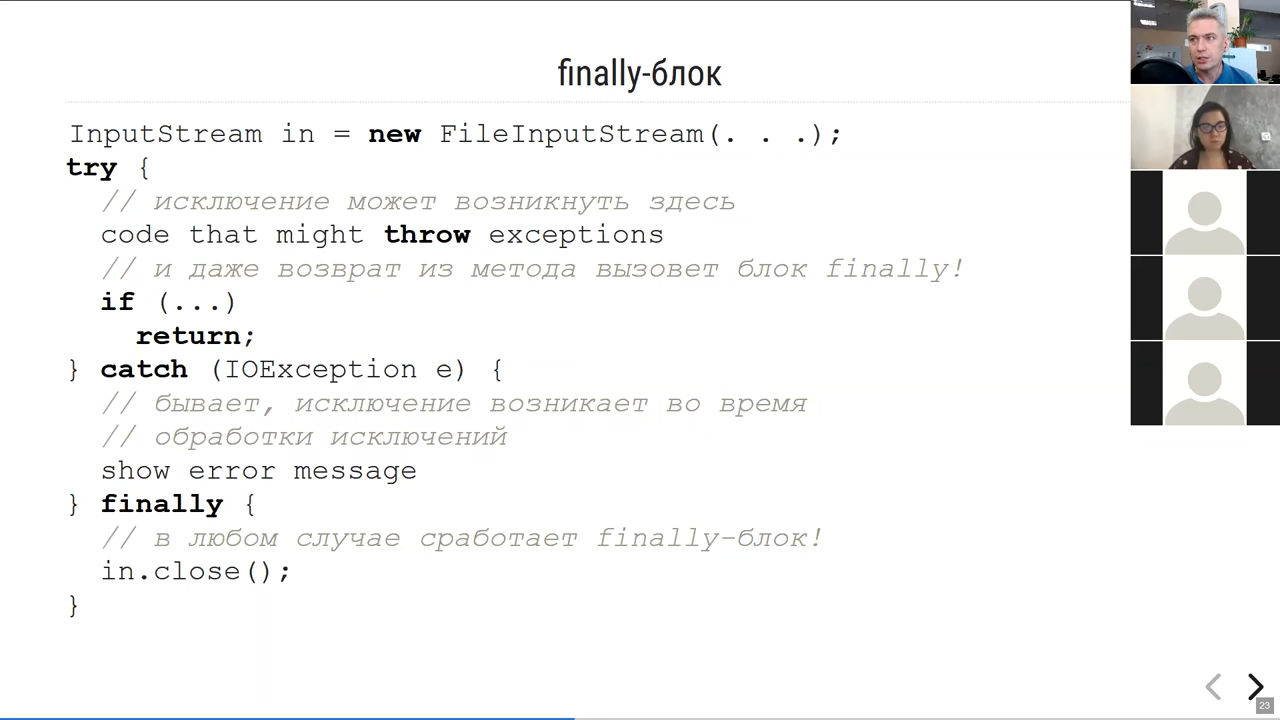 finally-блок
InputStream in = new FileInputStream(. . .);
try {
// исключение может возникнуть здесь
code that might throw exceptions
// и даже возврат из метода вызовет блок finally!
if (...)
return;
} catch (IOException e) {
// бывает, исключение возникает во время
// обработки исключений
show error message
} finally {
// в любом случае сработает finally-блок!
in.close();
}
23